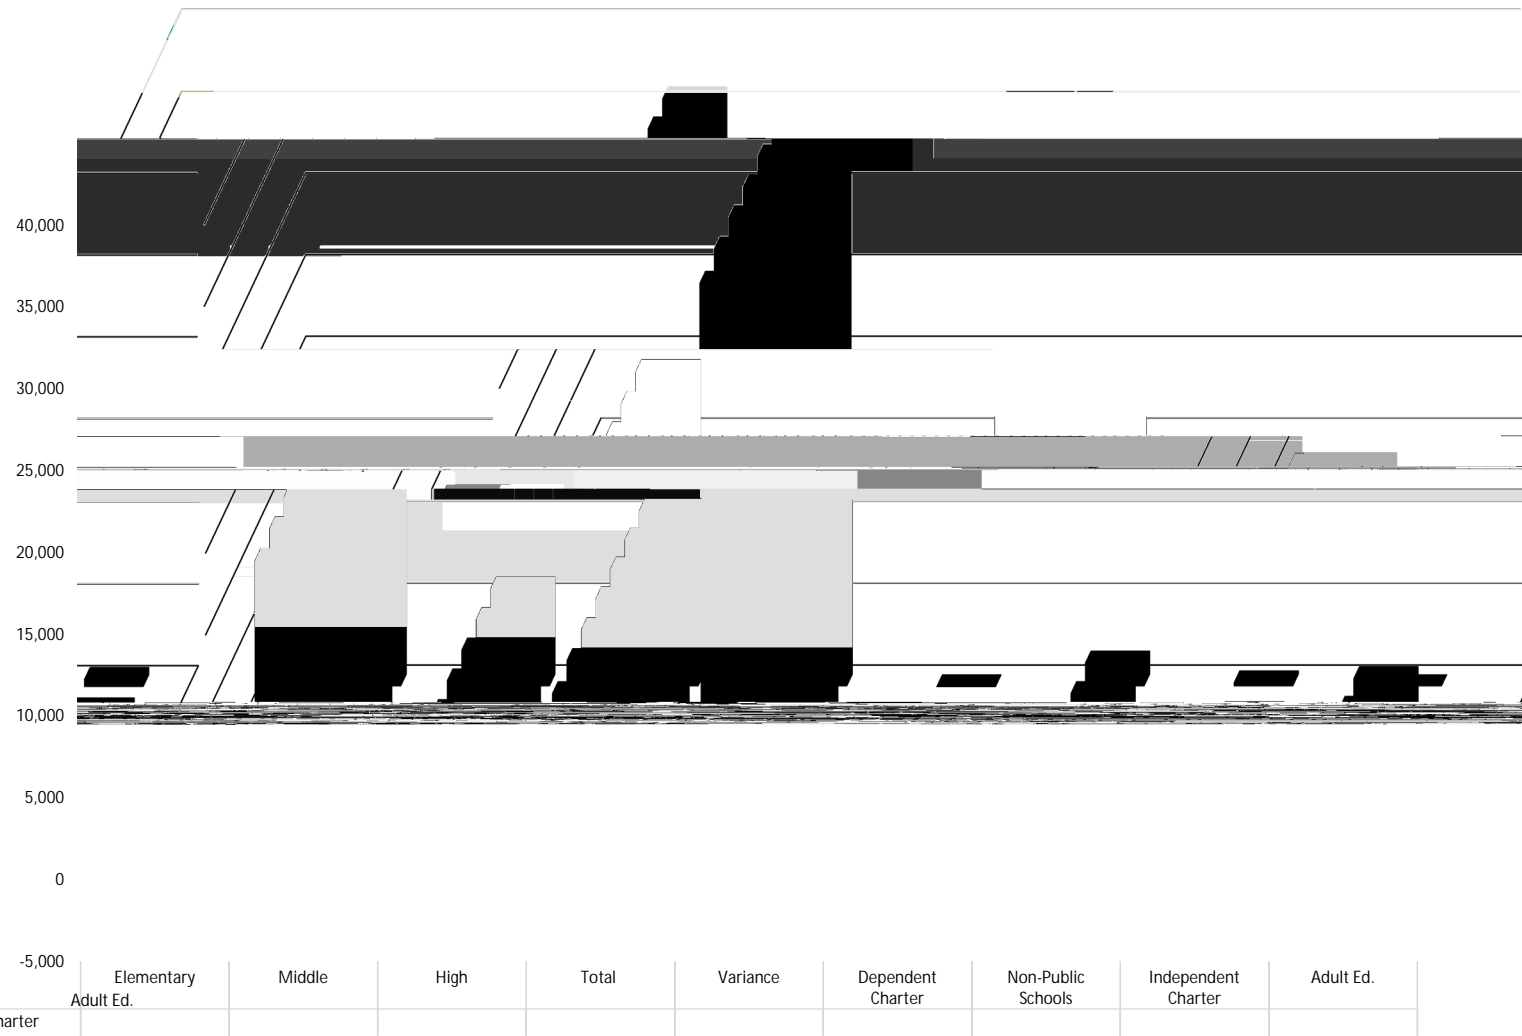 40,000
35,000
30,000
25,000
20,000
15,000
10,000
5,000
0
-5,000
Elementary Middle High Total Variance Dependent Non-Public Independent Adult Ed.
Charter Schools Charter
Adult Ed.
harter